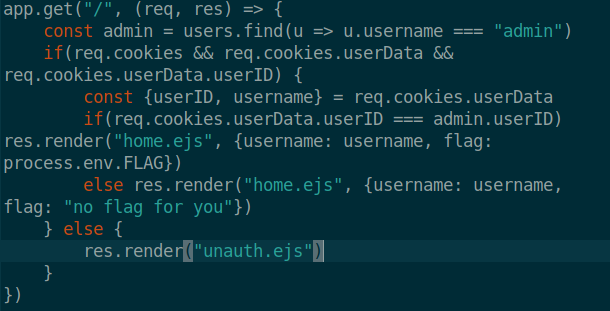 app.get("/", (req, res) => {
    const admin = users.find(u => u.username === "admin")
    if(req.cookies && req.cookies.userData &&
req.cookies.userData.userID) {
        const {userID, username} = req.cookies.userData
        if(req.cookies.userData.userID === admin.userID)
res.render("home.ejs", {username: username, flag:
process.env.FLAG})
        else res.render("home.ejs", {username: username,
flag: "no flag for you"})
    } else {
        res.render("unauth.ejs")
    }
})